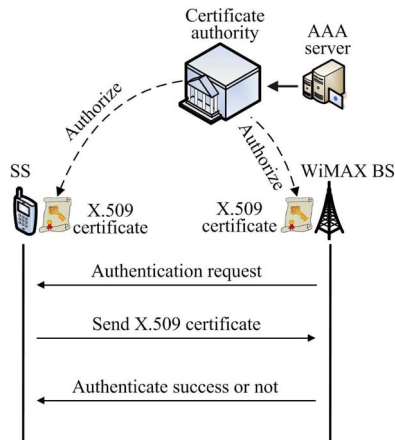 Certificate
authority
AAA
server
Authorize
Authorize
SS
WiMAX BS
X.509
certificate
X.509
certificate
Authentication request
Send X.509 certificate
Authenticate success or not